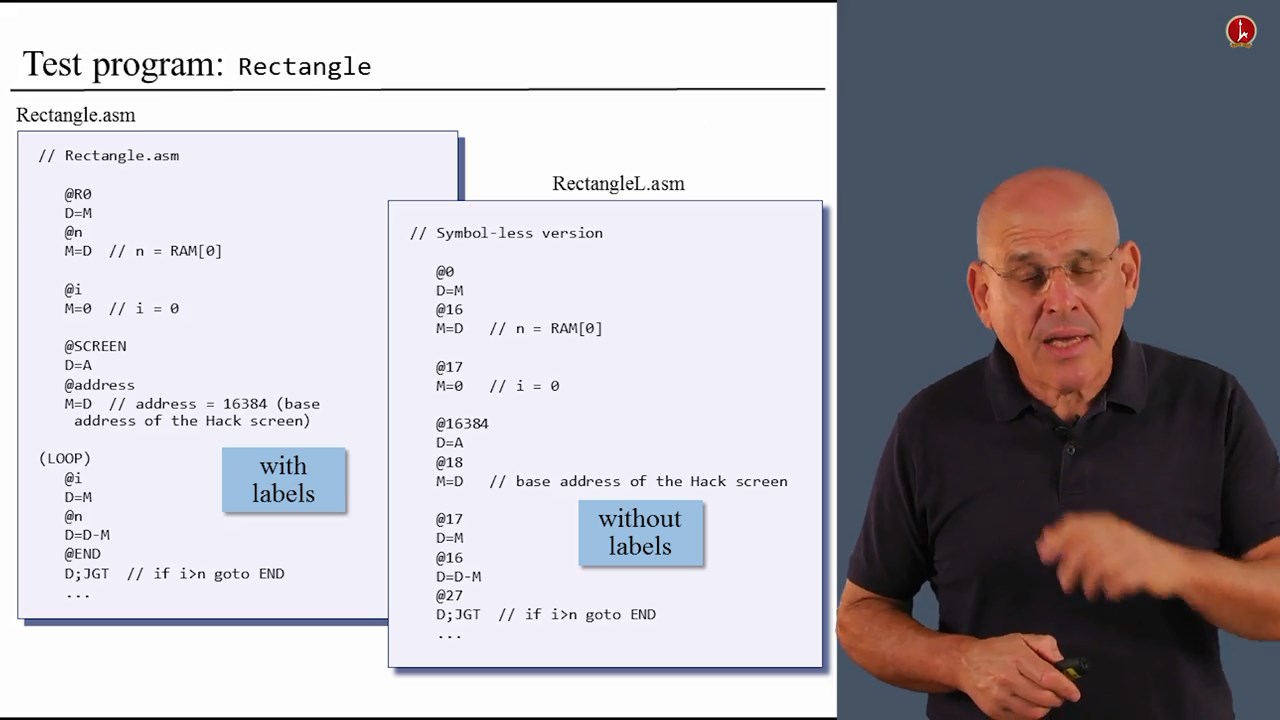 Test program: Rectangle
Rectangle.asm
// Rectangle.asm
@R0
D=M
@n
M=D // n = RAM[0]
@i
M=0 // i = 0
@SCREEN
D=A
@address
M=D // address = 16384 (base
address of the Hack screen)
(LOOP)
@i
D=M
@n
D=D-M
@END
D;JGT // if i>n goto END
...
with
labels
RectangleL.asm
// Symbol-less version
@0
D=M
@16
M=D // n = RAM[0]
@17
M=0 // i = 0
@16384
D=A
@18
M=D // base address of the Hack screen
@17
D=M
@16
D=D-M
@27
D;JGT // if i>n goto END
...
without
labels